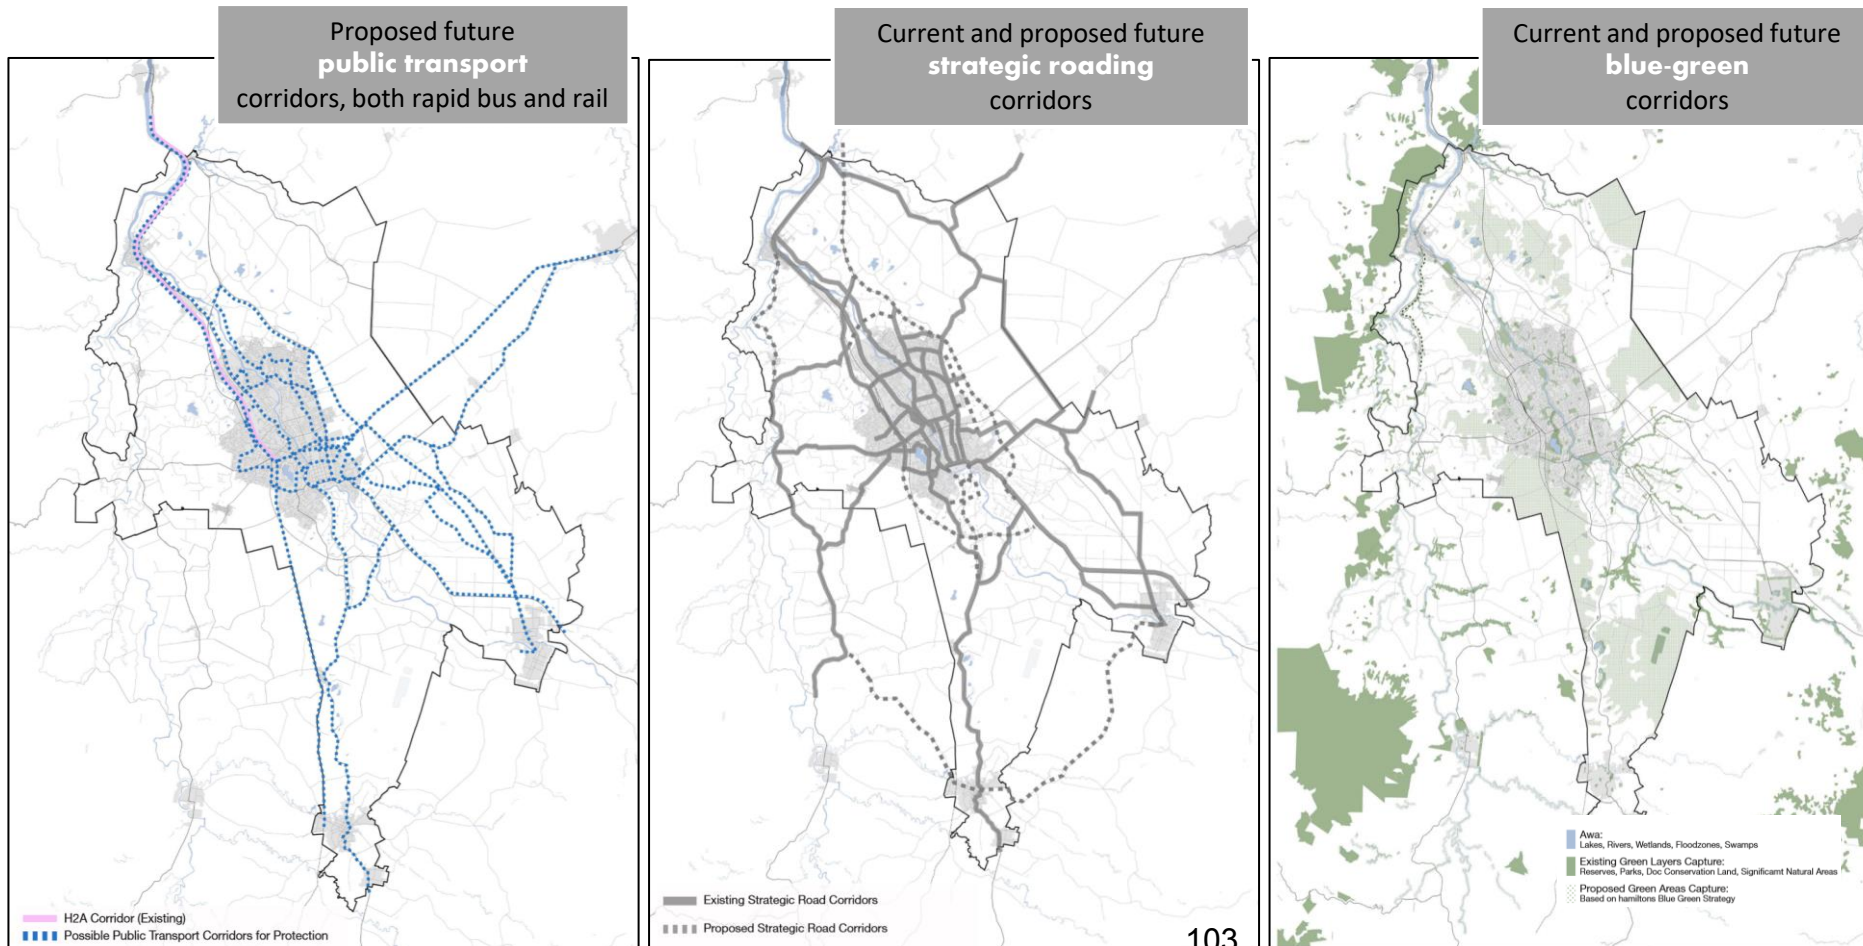 Proposed future
public transport
corridors, both rapid bus and rail
H2A Corridor (Existing)
Possible Public Transport Corridors for Protection
Current and proposed future
strategic roading
corridors
Existing Strategic Road Corridors
Proposed Strategic Road Corridors
103
Current and proposed future
blue-green
corridors
Awa:
Lakes, Rivers, Wetlands, Floodzones, Swamps
Existing Green Layers Capture:
Reserves, Parks, Doc Conservation Land, Significamt Natural Areas
Proposed Green Areas Capture:
Based on hamiltons Blue Green Strategy